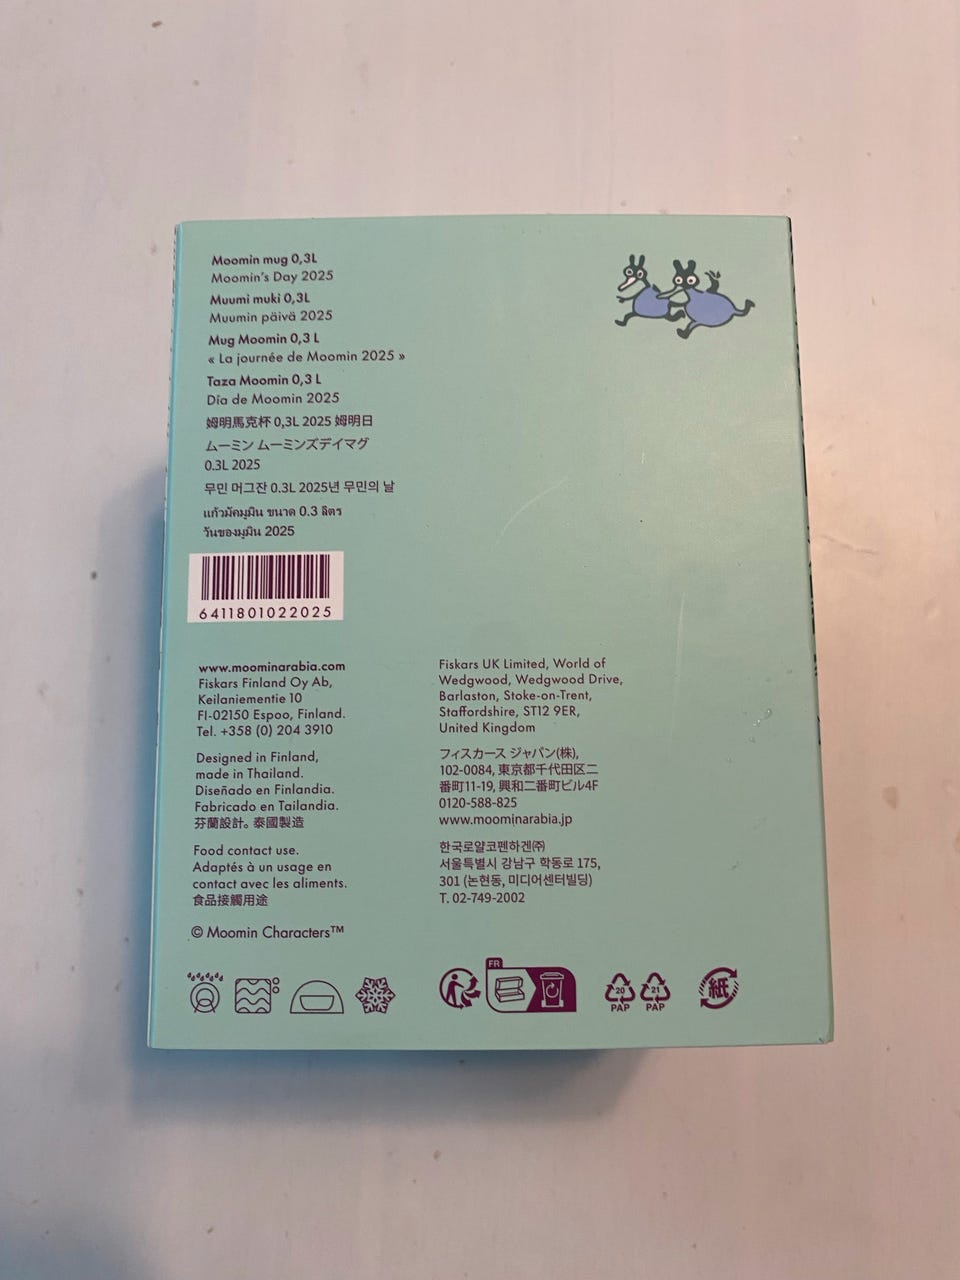 Moomin mug 0,3L
Moomin's Day 2025
Muumi muki 0,3L
Muumin päivä 2025
Mug Moomin 0,3 L
« La journée de Moomin 2025 »
Taza Moomin 0,3 L
Día de Moomin 2025
姆明馬克杯 0,3L 2025 姆明日
ムーミン ムーミンズデイマグ
0.3L 2025
무민 머그잔 0.3L 2025년 무민의 날
แก้วมัคมูมิน ขนาด 0.3 ลิตร
วันของมูมิน 2025
6411801022025
www.moominarabia.com
Fiskars Finland Oy Ab,
Keilaniementie 10
FI-02150 Espoo, Finland.
Tel. +358 (0) 204 3910
Designed in Finland,
made in Thailand.
Diseñado en Finlandia.
Fabricado en Tailandia.
芬蘭設計。泰國製造
Food contact use.
Adaptés à un usage en
contact avec les aliments.
食品接觸用途
© Moomin Characters™
Fiskars UK Limited, World of
Wedgwood, Wedgwood Drive,
Barlaston, Stoke-on-Trent,
Staffordshire, ST12 9ER,
United Kingdom
フィスカース ジャパン(株),
102-0084, 東京都千代田区二
番町11-19, 興和二番町ビル4F
0120-588-825
www.moominarabia.jp
한국로얄코펜하겐㈜
서울특별시 강남구 학동로 175,
301 (논현동, 미디어센터빌딩)
T. 02-749-2002
FR
20
PAP
21
PAP
紙